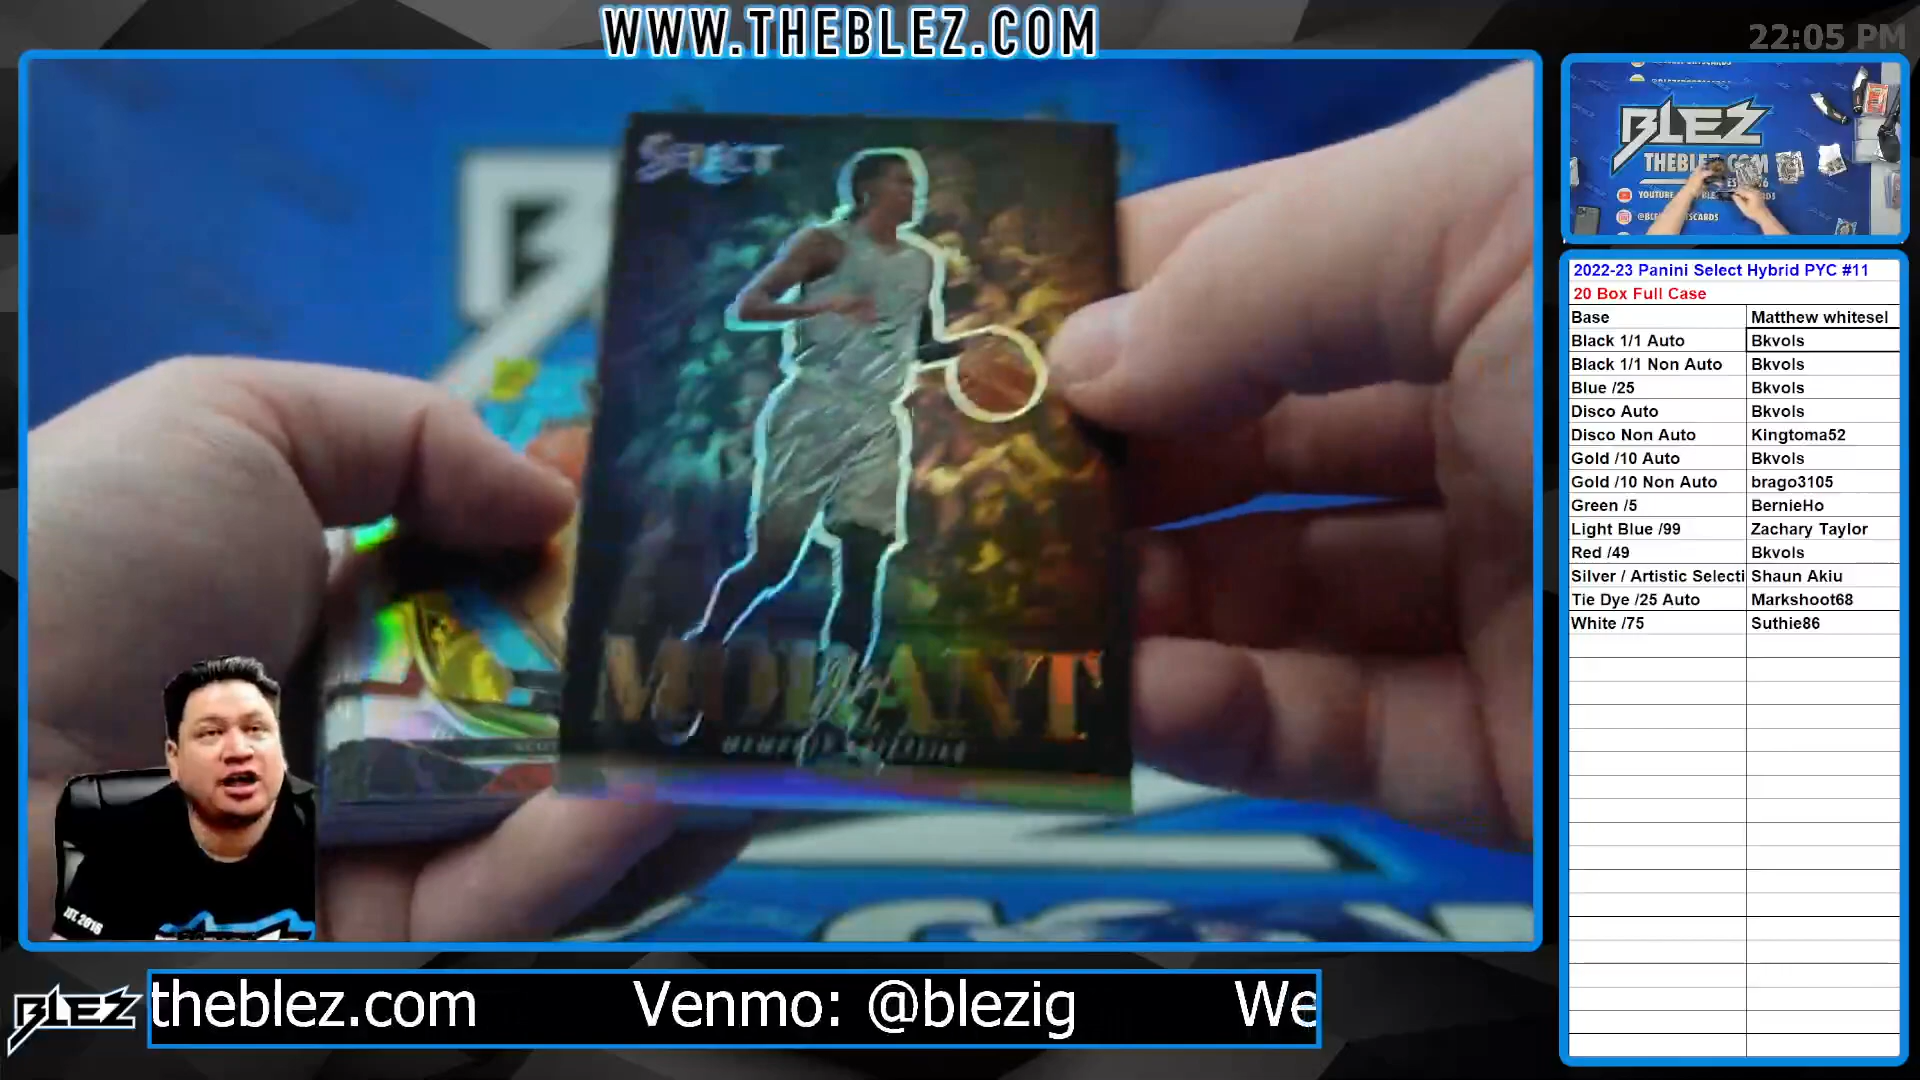 WWW.THEBLEZ.COM
22:05 PM
SELECT
MORANT
BLEZ
THEBLEZ.COM
2022-23 Panini Select Hybrid PYC #11
20 Box Full Case
Base Matthew whitesel
Black 1/1 Auto Bkvols
Black 1/1 Non Auto Bkvols
Blue /25 Bkvols
Disco Auto Bkvols
Disco Non Auto Kingtoma52
Gold /10 Auto Bkvols
Gold /10 Non Auto brago3105
Green /5 BernieHo
Light Blue /99 Zachary Taylor
Red /49 Bkvols
Silver / Artistic Selecti Shaun Akiu
Tie Dye /25 Auto Markshoot68
White /75 Suthie86
EST. 2016
BLEZ
theblez.com Venmo: @blezig We